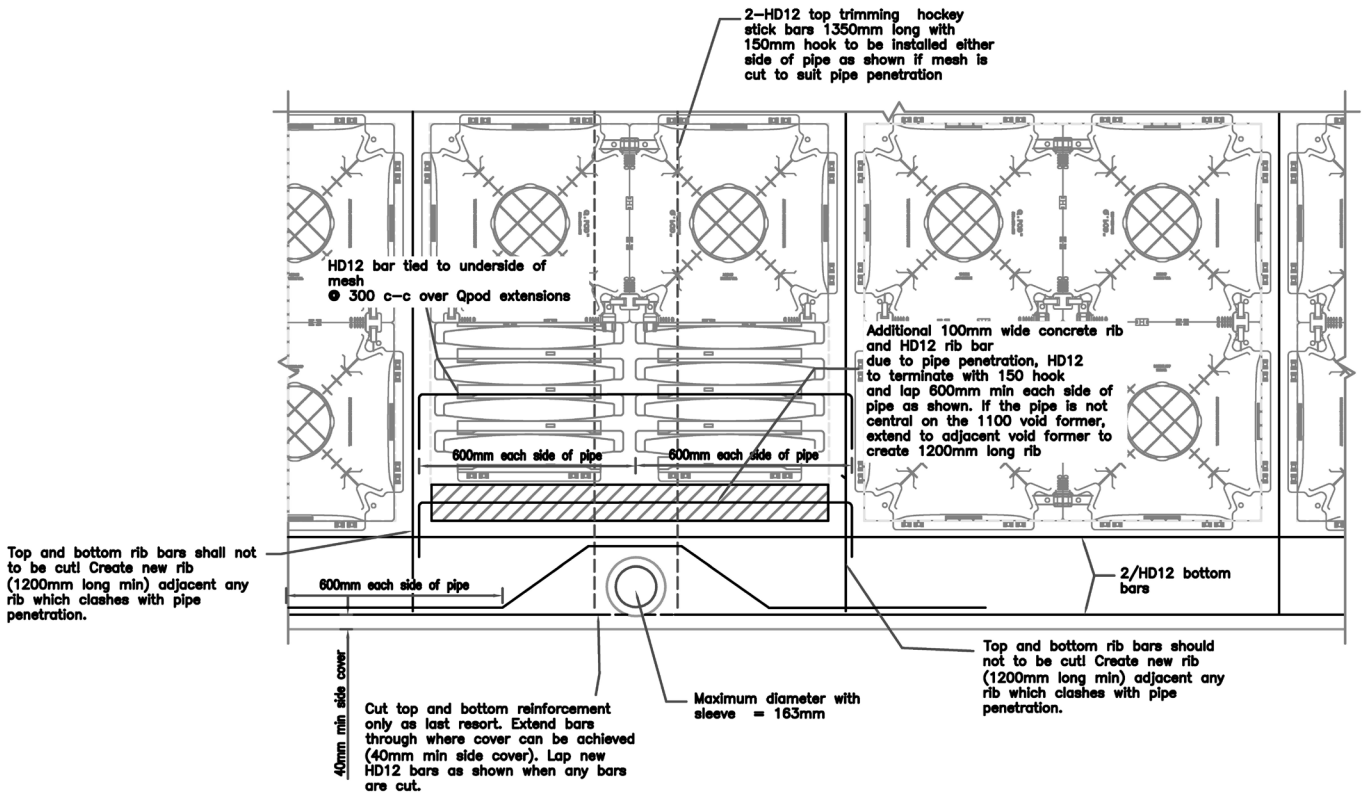 2-HD12 top trimming hockey
stick bars 1350mm long with
150mm hook to be installed either
side of pipe as shown if mesh is
cut to suit pipe penetration
HD12 bar tied to underside of
mesh
@ 300 c-c over Qpod extensions
Additional 100mm wide concrete rib
and HD12 rib bar
due to pipe penetration, HD12
to terminate with 150 hook
and lap 600mm min each side of
pipe as shown. If the pipe is not
central on the 1100 void former,
extend to adjacent void former to
create 1200mm long rib
600mm each side of pipe
600mm each side of pipe
Top and bottom rib bars shall not
to be cut! Create new rib
(1200mm long min) adjacent any
rib which clashes with pipe
penetration.
600mm each side of pipe
2/HD12 bottom
bars
40mm min side cover
Cut top and bottom reinforcement
only as last resort. Extend bars
through where cover can be achieved
(40mm min side cover). Lap new
HD12 bars as shown when any bars
are cut.
Maximum diameter with
sleeve = 163mm
Top and bottom rib bars should
not to be cut! Create new rib
(1200mm long min) adjacent any
rib which clashes with pipe
penetration.